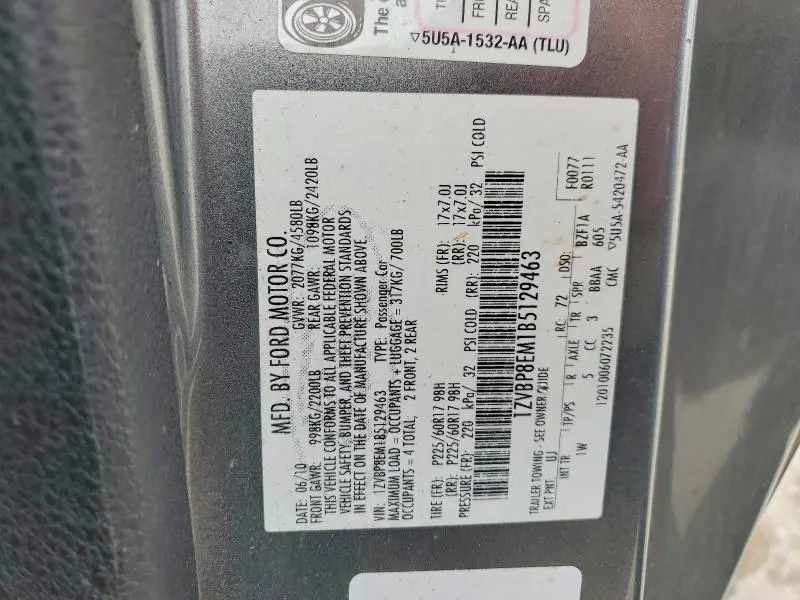 The c
a
TI
FRI
REA
SPA
▽5U5A-1532-AA (TLU)
MFD. BY FORD MOTOR CO.
DATE: 06/10 GVWR: 2077KG/4580LB
FRONT GAWR: 998KG/2200LB REAR GAWR: 1098KG/2420LB
THIS VEHICLE CONFORMS TO ALL APPLICABLE FEDERAL MOTOR
VEHICLE SAFETY, BUMPER, AND THEFT PREVENTION STANDARDS
IN EFFECT ON THE DATE OF MANUFACTURE SHOWN ABOVE.
VIN: 1ZVBP8EM1B5129463 TYPE: Passenger Car
MAXIMUM LOAD = OCCUPANTS + LUGGAGE = 317KG/700LB
OCCUPANTS = 4 TOTAL; 2 FRONT, 2 REAR
TIRE (FR): P225/60R17 98H RIMS (FR): 17x7.0J
(RR): P225/60R17 98H (RR): 17x7.0J
PRESSURE (FR): 220 kPa/ 32 PSI COLD (RR): 220 kPa/ 32 PSI COLD
1ZVBP8EM1B5129463
TRAILER TOWING - SEE OWNER GUIDE
EXT PNT: UJ RC: 72 DSO: F0077
R0111
INT TR TP/PS R AXLE TR SPR BZF1A
1W 5 CC 3 BBAA 605
1201006072235 CMC ▽5U5A-5420472-AA